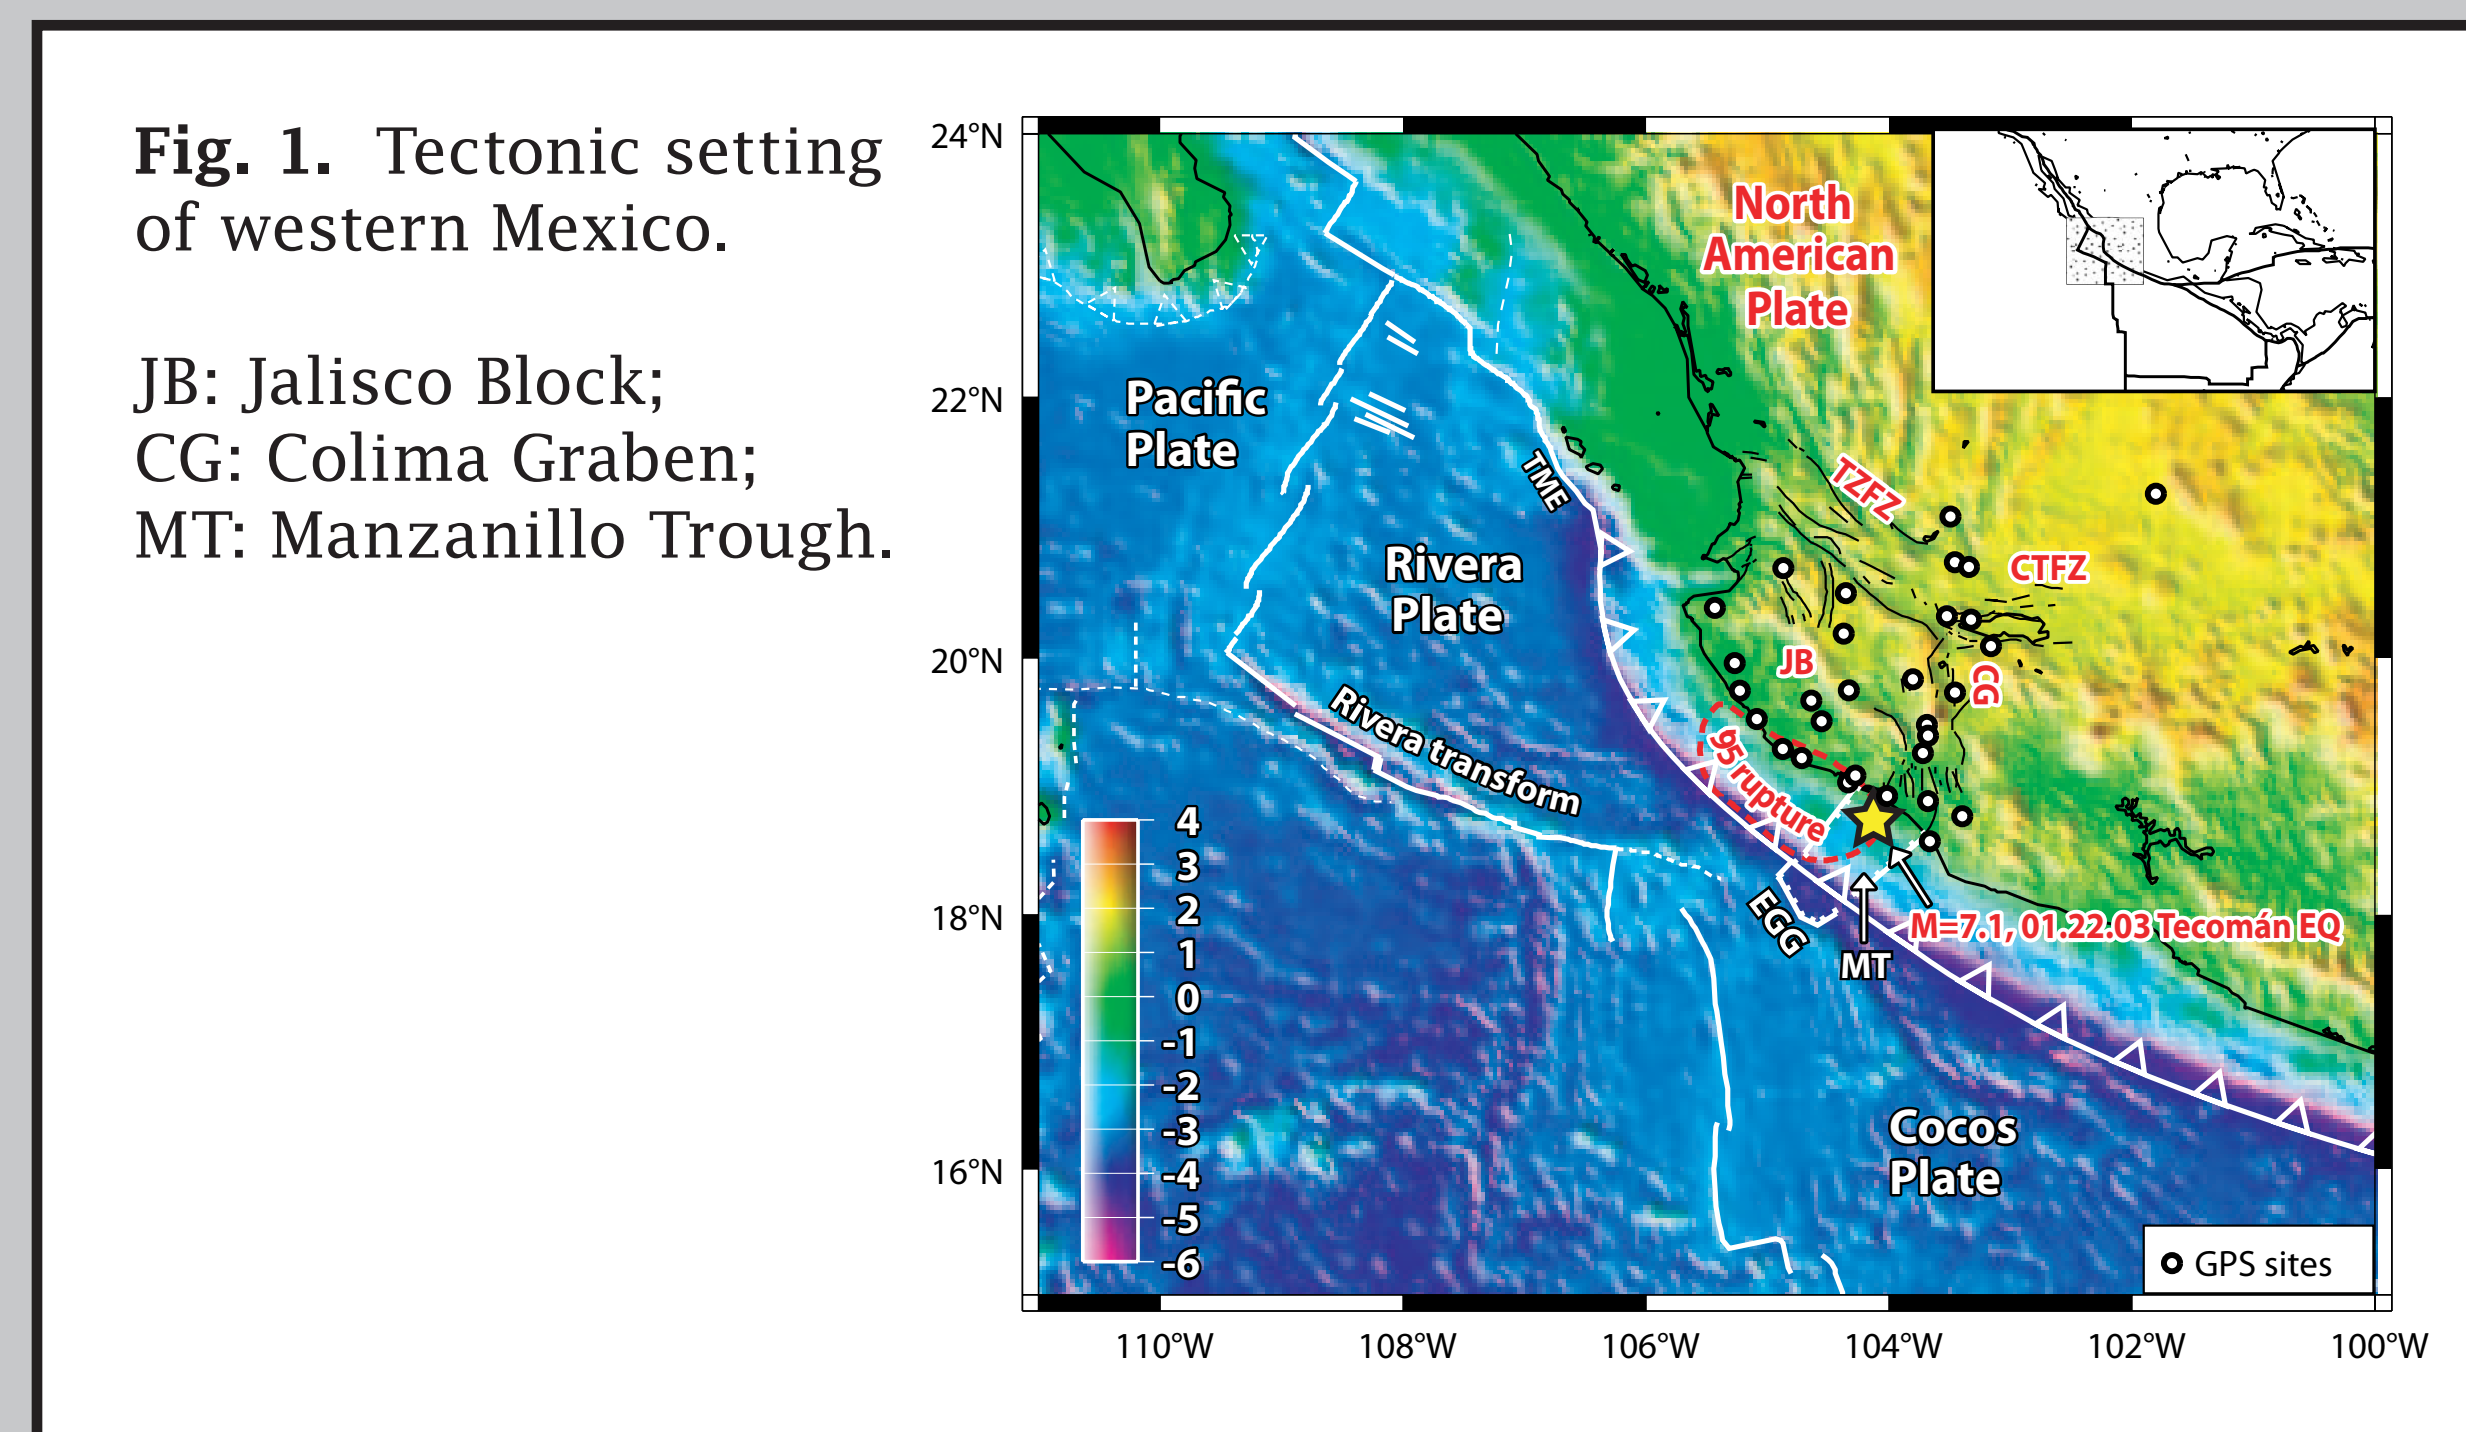 Fig. 1. Tectonic setting
of western Mexico.
JB: Jalisco Block;
CG: Colima Graben;
MT: Manzanillo Trough.
24°N
22°N
20°N
18°N
16°N
110°W
108°W
106°W
104°W
102°W
100°W
North
American
Plate
Pacific
Plate
TME
TZFZ
Rivera
Plate
CTFZ
JB
CG
Rivera transform
95 rupture
EGG
MT
M=7.1, 01.22.03 Tecomán EQ
Cocos
Plate
4
3
2
1
0
-1
-2
-3
-4
-5
-6
GPS sites